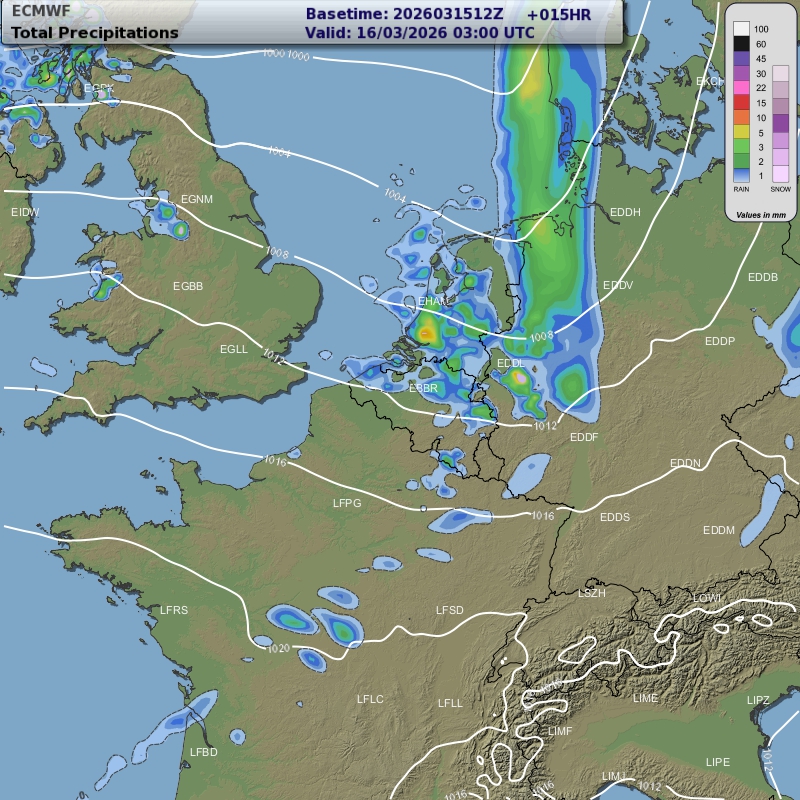 ECMWF
Basetime: 2026031512Z +015HR
Total Precipitations
Valid: 16/03/2026 03:00 UTC
1000 1000
100
60
45
30
22
15
10
5
3
2
1
RAIN SNOW
Values in mm
EKCH
1004
1004
EGNM
EIDW
EDDH
1008
EGBB
EDDV
EDDB
EHAM
1008
EDDP
EGLL
1012
EDDL
EBBR
1012
EDDF
1016
EDDN
LFPG
1016
EDDS
EDDM
LSZH
LOWI
LFRS
LFSD
1020
LFLC
LFLL
LIME
LIPZ
LIMF
LFBD
1012
LIPE
LIMJ
1012
1016
1016